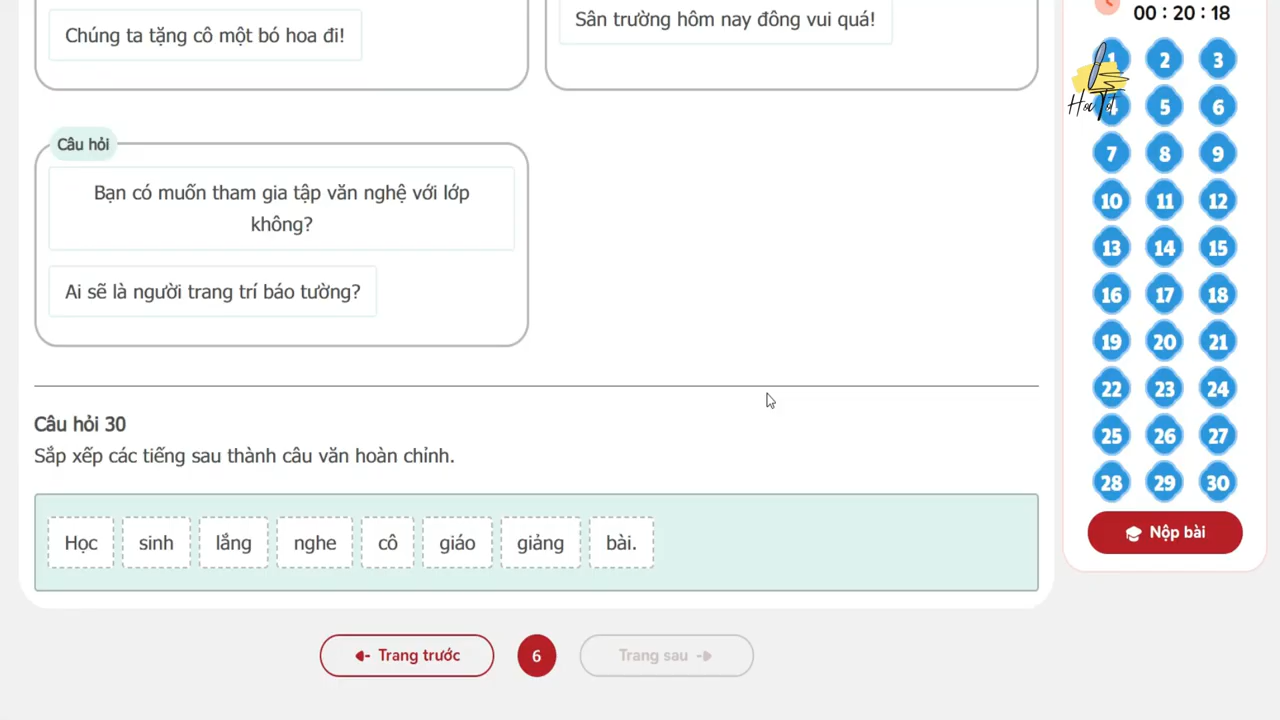 Chúng ta tặng cô một bó hoa đi!
Sân trường hôm nay đông vui quá!
Câu hỏi
Bạn có muốn tham gia tập văn nghệ với lớp
không?
Ai sẽ là người trang trí báo tường?
Câu hỏi 30
Sắp xếp các tiếng sau thành câu văn hoàn chỉnh.
Học sinh lắng nghe cô giáo giảng bài.
Trang trước 6 Trang sau
00 : 20 : 18
1 2 3
4 5 6
7 8 9
10 11 12
13 14 15
16 17 18
19 20 21
22 23 24
25 26 27
28 29 30
Nộp bài